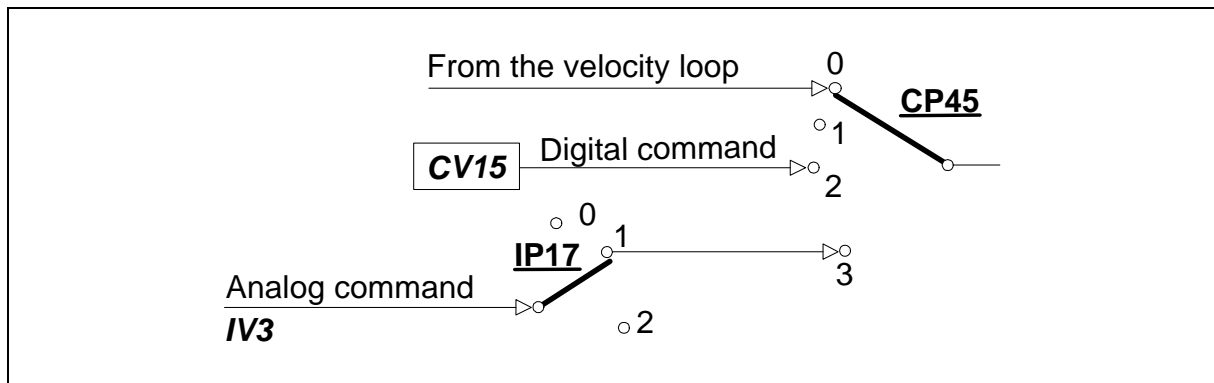 From the velocity loop
0
CP45
1
CV15
Digital command
2
0
IP17
1
3
Analog command
IV3
2